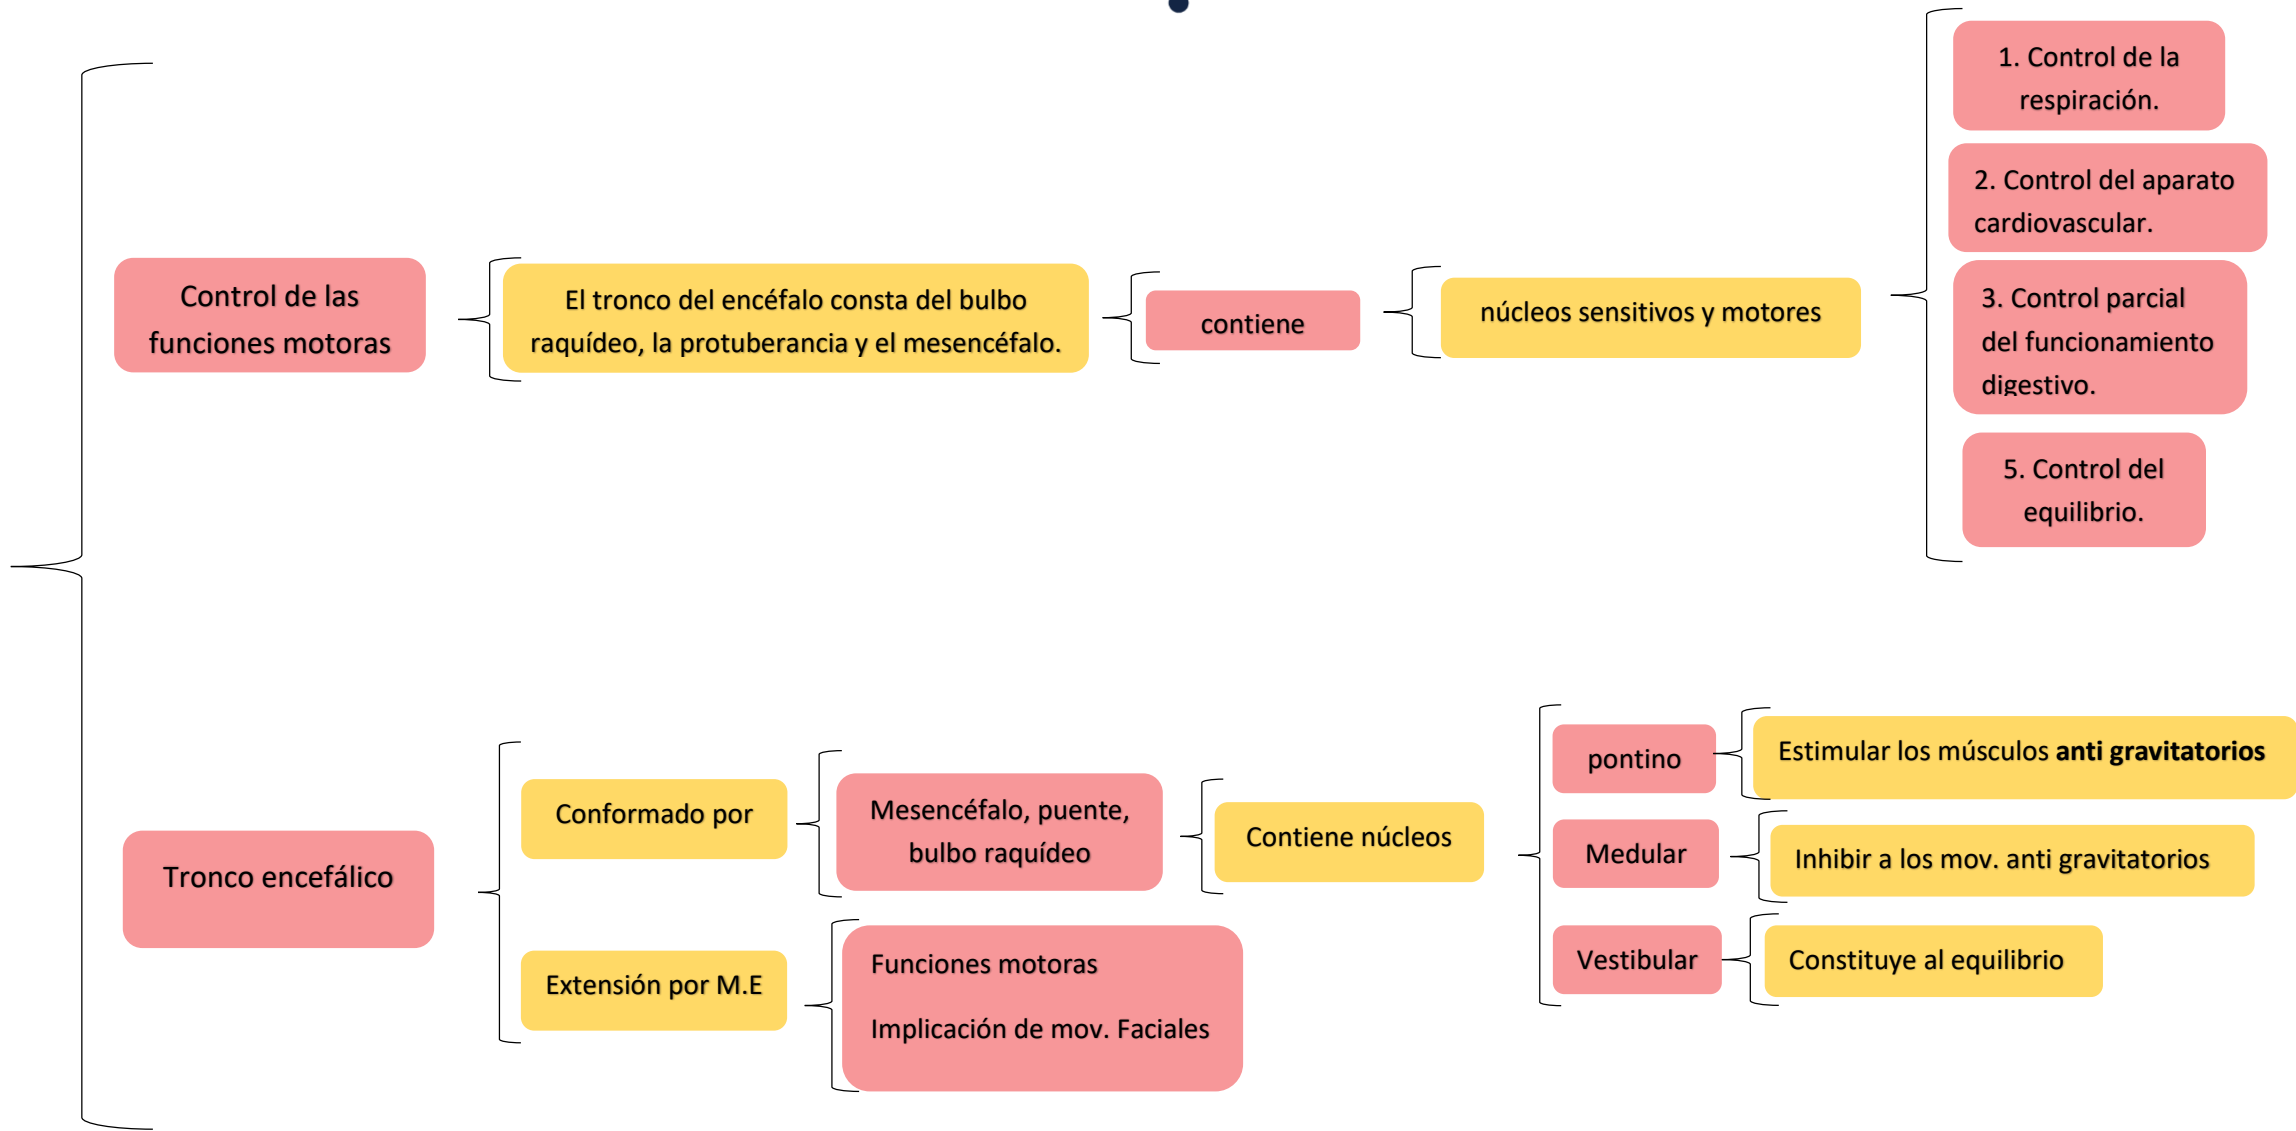 Control de las
funciones motoras
El tronco del encéfalo consta del bulbo
raquídeo, la protuberancia y el mesencéfalo.
contiene
núcleos sensitivos y motores
1. Control de la
respiración.
2. Control del aparato
cardiovascular.
3. Control parcial
del funcionamiento
digestivo.
5. Control del
equilibrio.
Tronco encefálico
Conformado por
Mesencéfalo, puente,
bulbo raquídeo
Contiene núcleos
pontino
Estimular los músculos anti gravitatorios
Medular
Inhibir a los mov. anti gravitatorios
Vestibular
Constituye al equilibrio
Extensión por M.E
Funciones motoras
Implicación de mov. Faciales